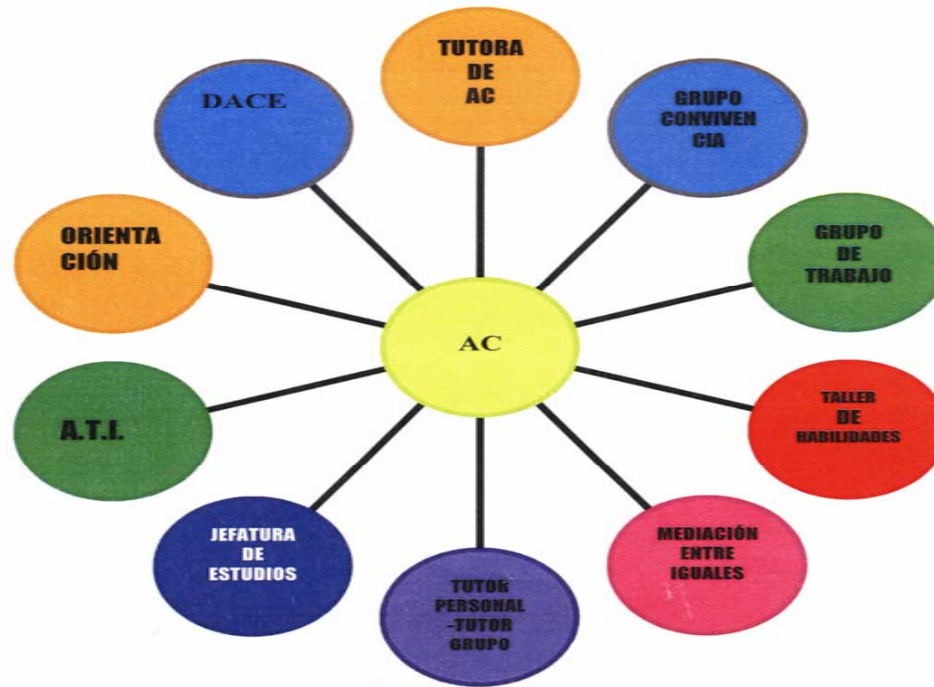 TUTORA
DE
AC
DACE
GRUPO
CONVIVEN
CIA
ORIENTA
CIÓN
GRUPO
DE
TRABAJO
AC
A.T.I.
TALLER
DE
HABILIDADES
JEFATURA
DE
ESTUDIOS
MEDIACIÓN
ENTRE
IGUALES
TUTOR
PERSONAL
-TUTOR
GRUPO